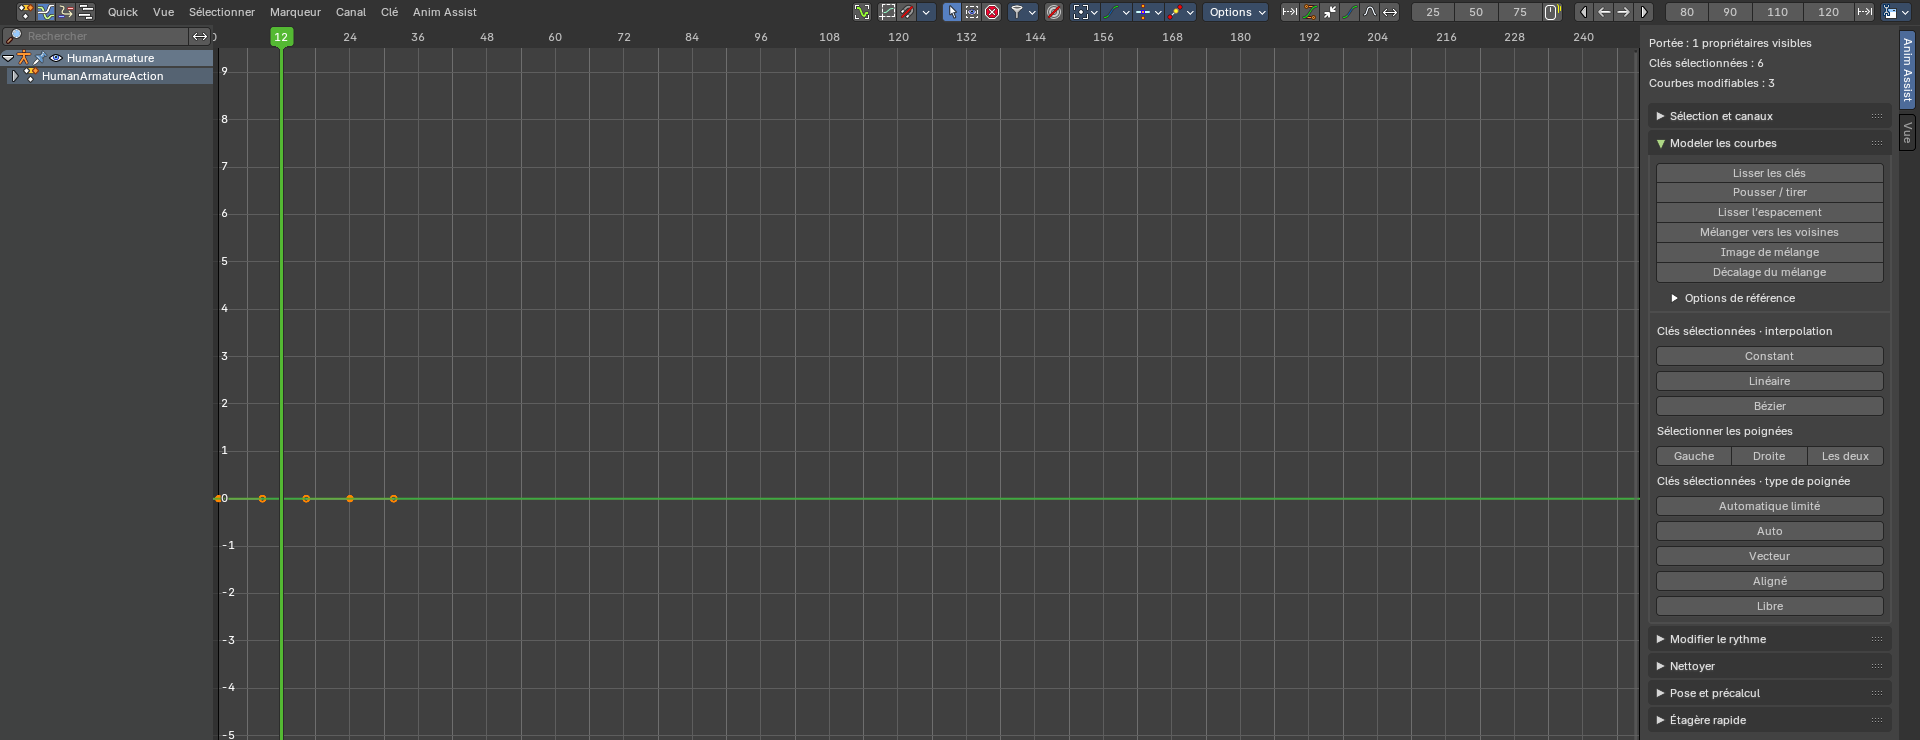 Quick Vue Sélectionner Marqueur Canal Clé Anim Assist Options 25 50 75 80 90 110 120
Rechercher
0 12 24 36 48 60 72 84 96 108 120 132 144 156 168 180 192 204 216 228 240
HumanArmature
HumanArmatureAction
9
8
7
6
5
4
3
2
1
0
-1
-2
-3
-4
-5
Portée : 1 propriétaires visibles
Clés sélectionnées : 6
Courbes modifiables : 3
Sélection et canaux
Modeler les courbes
Lisser les clés
Pousser / tirer
Lisser l'espacement
Mélanger vers les voisines
Image de mélange
Décalage du mélange
Options de référence
Clés sélectionnées · interpolation
Constant
Linéaire
Bézier
Sélectionner les poignées
Gauche Droite Les deux
Clés sélectionnées · type de poignée
Automatique limité
Auto
Vecteur
Aligné
Libre
Modifier le rythme
Nettoyer
Pose et précalcul
Étagère rapide
Anim Assist
Vue